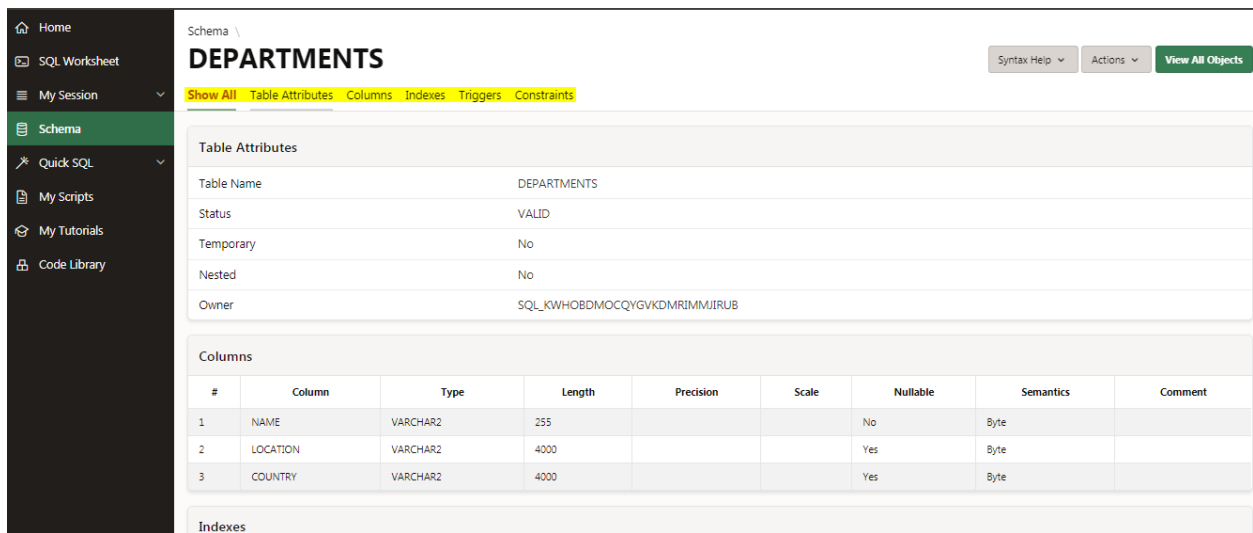 Home
SQL Worksheet
My Session
Schema
Quick SQL
My Scripts
My Tutorials
Code Library
Schema \
DEPARTMENTS
Syntax Help Actions View All Objects
Show All Table Attributes Columns Indexes Triggers Constraints
Table Attributes
Table Name DEPARTMENTS
Status VALID
Temporary No
Nested No
Owner SQL_KWHOBDMOCQYGVKDMRIMMJIRUB
Columns
# Column Type Length Precision Scale Nullable Semantics Comment
1 NAME VARCHAR2 255 No Byte
2 LOCATION VARCHAR2 4000 Yes Byte
3 COUNTRY VARCHAR2 4000 Yes Byte
Indexes